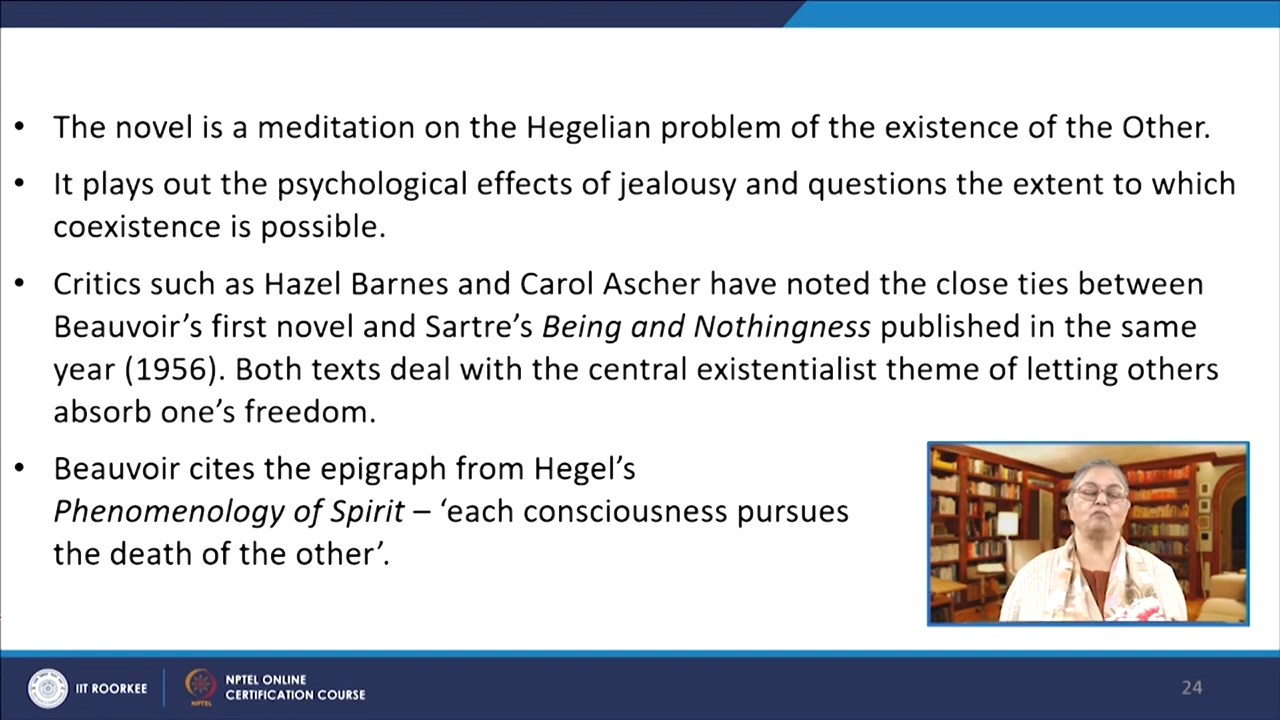 • The novel is a meditation on the Hegelian problem of the existence of the Other.
• It plays out the psychological effects of jealousy and questions the extent to which
coexistence is possible.
• Critics such as Hazel Barnes and Carol Ascher have noted the close ties between
Beauvoir’s first novel and Sartre’s Being and Nothingness published in the same
year (1956). Both texts deal with the central existentialist theme of letting others
absorb one’s freedom.
• Beauvoir cites the epigraph from Hegel’s
Phenomenology of Spirit – ‘each consciousness pursues
the death of the other’.
IIT ROORKEE
NPTEL
NPTEL ONLINE
CERTIFICATION COURSE
24